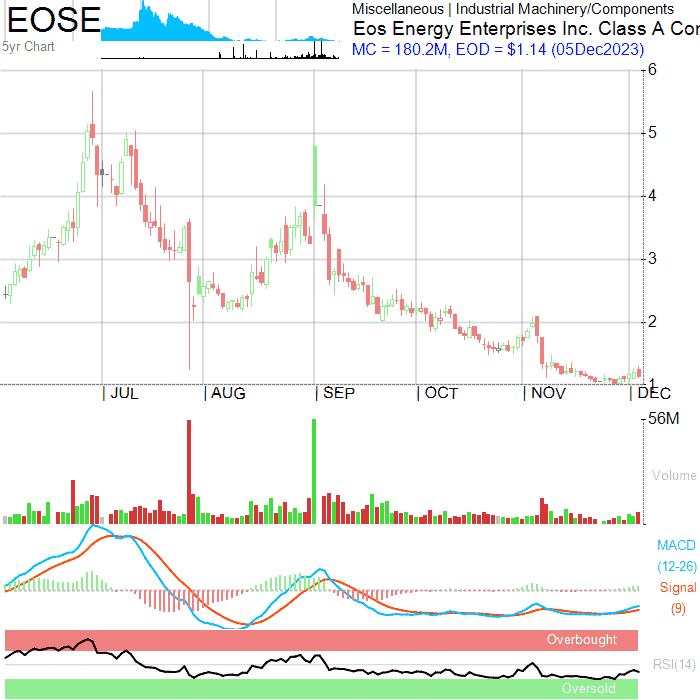 EOSE
Miscellaneous | Industrial Machinery/Components
5yr Chart
Eos Energy Enterprises Inc. Class A Cor
MC = 180.2M, EOD = $1.14 (05Dec2023)
6
5
4
3
2
1
| JUL | AUG | SEP | OCT | NOV | DEC
56M
Volume
MACD
(12-26)
Signal
(9)
Overbought
RSI(14)
Oversold